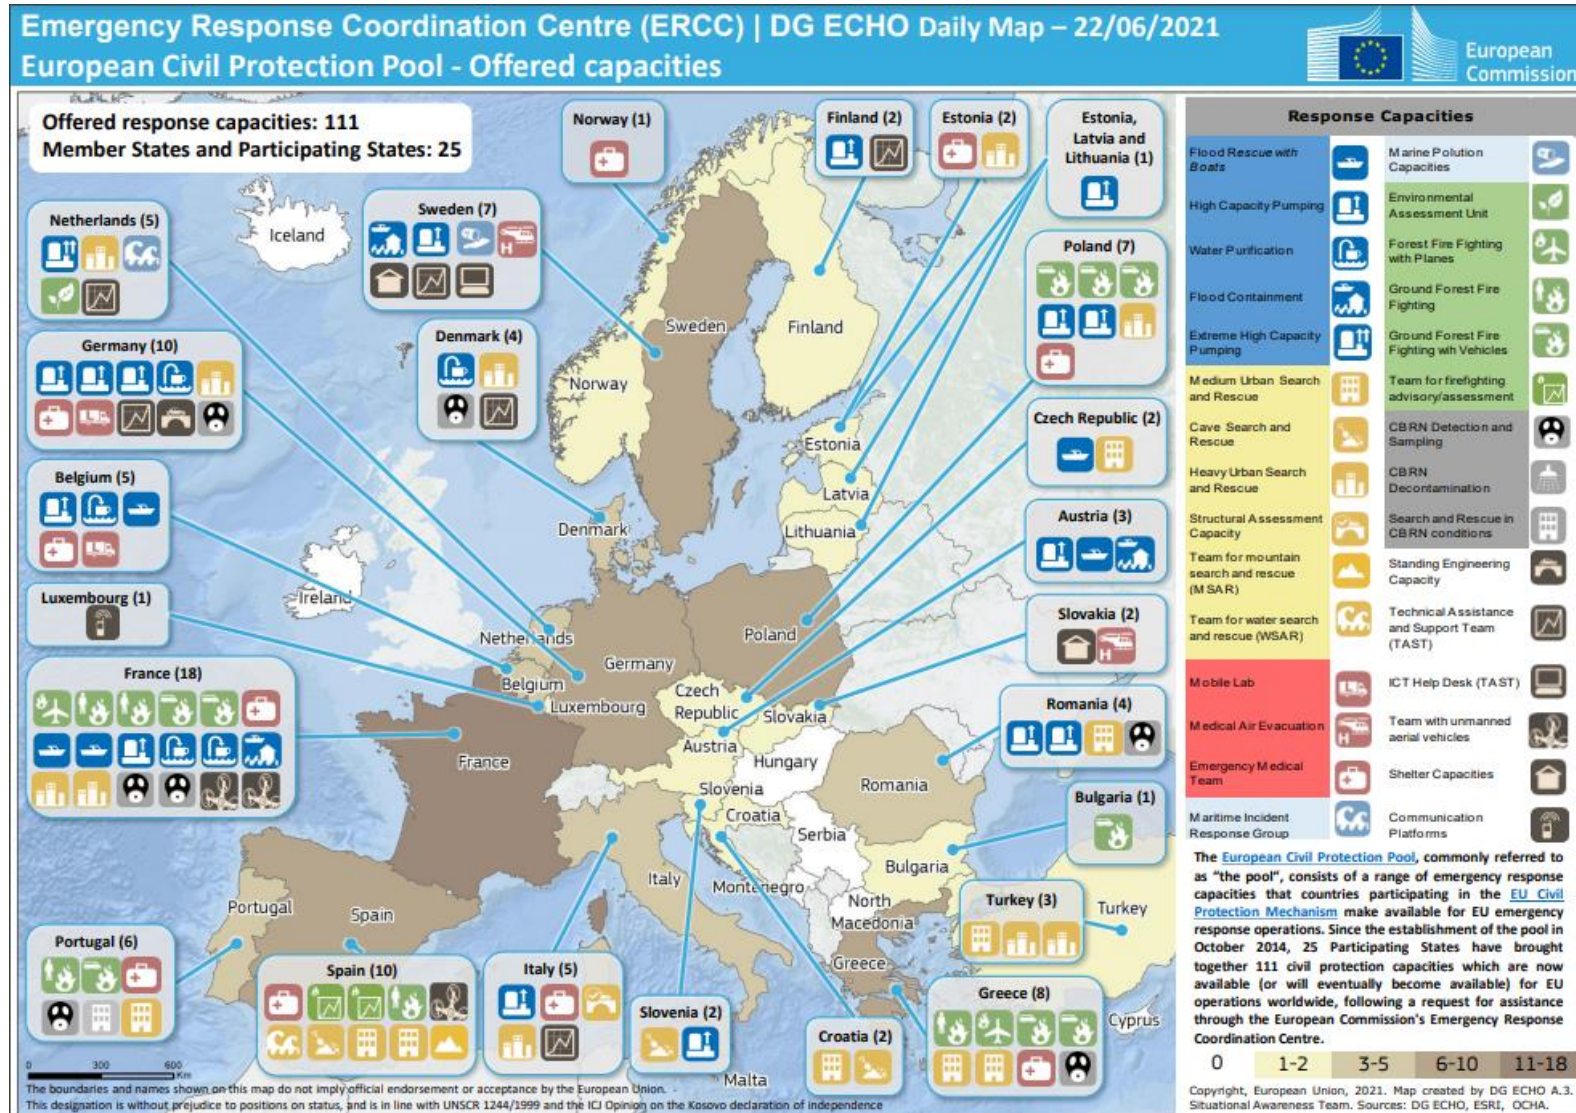 Emergency Response Coordination Centre (ERCC) | DG ECHO Daily Map – 22/06/2021
European Civil Protection Pool - Offered capacities
European
Commission
Offered response capacities: 111
Member States and Participating States: 25
Norway (1)
Finland (2)
Estonia (2)
Estonia,
Latvia and
Lithuania (1)
Netherlands (5)
Sweden (7)
H
Poland (7)
Germany (10)
Denmark (4)
Czech Republic (2)
Belgium (5)
Austria (3)
Luxembourg (1)
Slovakia (2)
H
France (18)
Romania (4)
Bulgaria (1)
Turkey (3)
Portugal (6)
Spain (10)
Italy (5)
Slovenia (2)
Croatia (2)
Greece (8)
Iceland
Sweden
Finland
Norway
Estonia
Latvia
Lithuania
Denmark
Ireland
Netherlands
Poland
Germany
Belgium
Luxembourg
Czech
Republic
Slovakia
Austria
France
Hungary
Slovenia
Romania
Croatia
Serbia
Bulgaria
Italy
Montenegro
North
Macedonia
Turkey
Portugal
Spain
Greece
Cyprus
Malta
0 300 600
Km
The boundaries and names shown on this map do not imply official endorsement or acceptance by the European Union.
This designation is without prejudice to positions on status, and is in line with UNSCR 1244/1999 and the ICJ Opinion on the Kosovo declaration of independence
Response Capacities
Flood Rescue with
Boats
High Capacity Pumping
Water Purification
Flood Containment
Extreme High Capacity
Pumping
Medium Urban Search
and Rescue
Cave Search and
Rescue
Heavy Urban Search
and Rescue
Structural Assessment
Capacity
Team for mountain
search and rescue
(MSAR)
Team for water search
and rescue (WSAR)
Mobile Lab
Medical Air Evacuation
H
Emergency Medical
Team
Maritime Incident
Response Group
Marine Polution
Capacities
Environmental
Assessment Unit
Forest Fire Fighting
with Planes
Ground Forest Fire
Fighting
Ground Forest Fire
Fighting wih Vehicles
Team for firefighting
advisory/assessment
CBRN Detection and
Sampling
CBRN
Decontamination
Search and Rescue in
CBRN conditions
Standing Engineering
Capacity
Technical Assistance
and Support Team
(TAST)
ICT Help Desk (TAST)
Team with unmanned
aerial vehicles
Shelter Capacities
Communication
Platforms
The European Civil Protection Pool, commonly referred to
as "the pool", consists of a range of emergency response
capacities that countries participating in the EU Civil
Protection Mechanism make available for EU emergency
response operations. Since the establishment of the pool in
October 2014, 25 Participating States have brought
together 111 civil protection capacities which are now
available (or will eventually become available) for EU
operations worldwide, following a request for assistance
through the European Commission's Emergency Response
Coordination Centre.
0 1-2 3-5 6-10 11-18
Copyright, European Union, 2021. Map created by DG ECHO A.3.
Situational Awareness Team. Sources: DG ECHO, ESRI, OCHA.